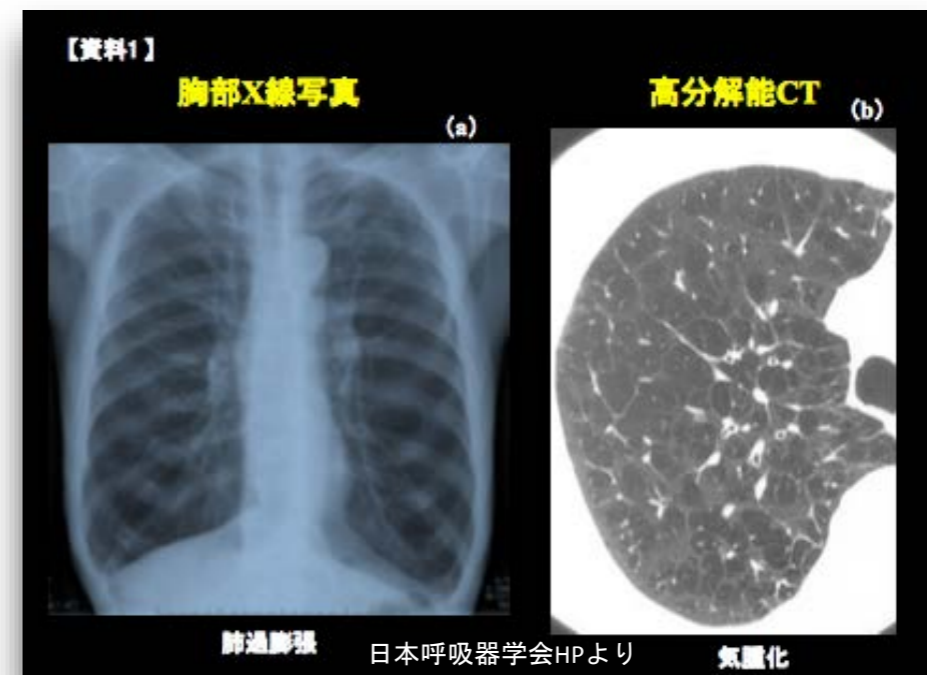 【資料1】
胸部X線写真
高分解能CT
(a)
(b)
肺過膨張
日本呼吸器学会HPより
気腫化